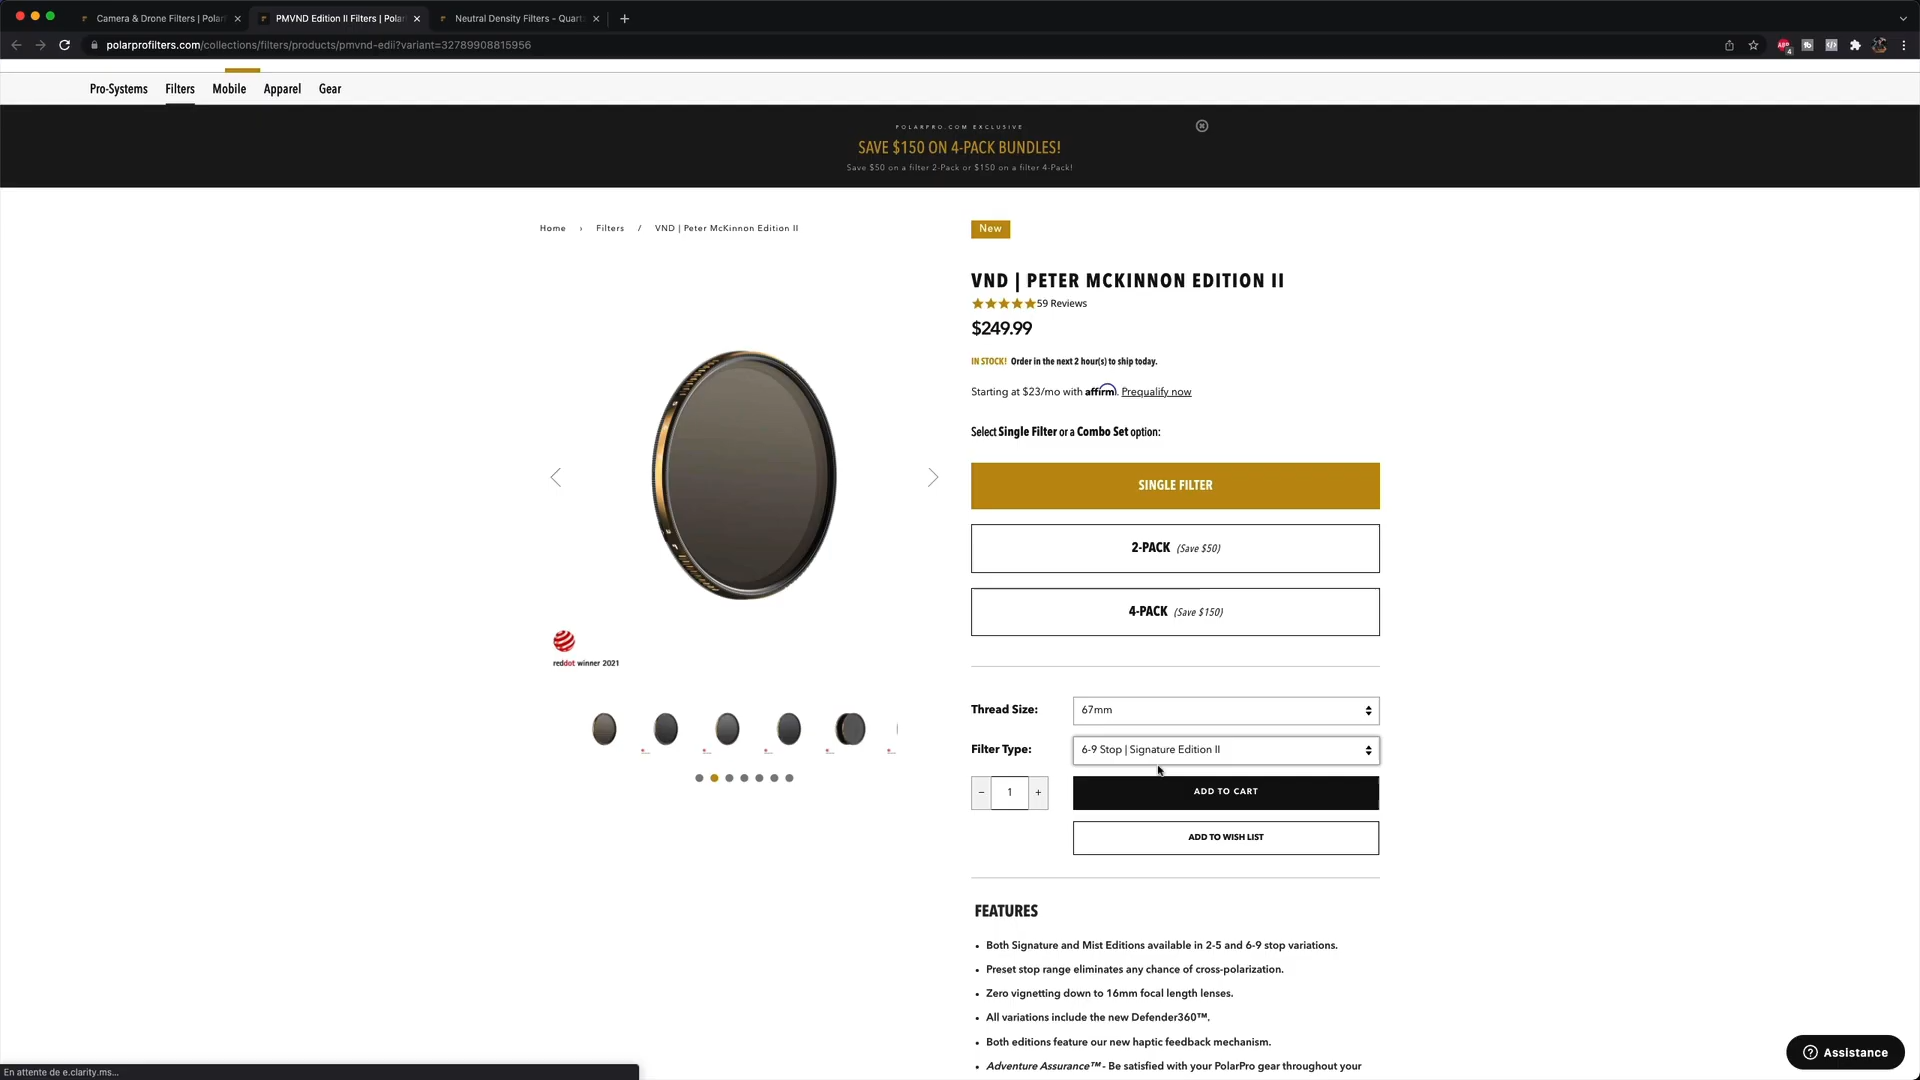 Camera & Drone Filters | Polar
PMVND Edition II Filters | Pola
Neutral Density Filters - Quart
polarprofilters.com/collections/filters/products/pmvnd-edii?variant=32789908815956
Pro-Systems
Filters
Mobile
Apparel
Gear
POLARPRO.COM EXCLUSIVE
SAVE $150 ON 4-PACK BUNDLES!
Save $50 on a filter 2-Pack or $150 on a filter 4-Pack!
Home › Filters / VND | Peter McKinnon Edition II
New
VND | PETER MCKINNON EDITION II
59 Reviews
$249.99
IN STOCK! Order in the next 2 hour(s) to ship today.
Starting at $23/mo with affirm. Prequalify now
Select Single Filter or a Combo Set option:
SINGLE FILTER
2-PACK (Save $50)
4-PACK (Save $150)
reddot winner 2021
Thread Size: 67mm
Filter Type: 6-9 Stop | Signature Edition II
− 1 +
ADD TO CART
ADD TO WISH LIST
FEATURES
• Both Signature and Mist Editions available in 2-5 and 6-9 stop variations.
• Preset stop range eliminates any chance of cross-polarization.
• Zero vignetting down to 16mm focal length lenses.
• All variations include the new Defender360™.
• Both editions feature our new haptic feedback mechanism.
• Adventure Assurance™ - Be satisfied with your PolarPro gear throughout your
Assistance
En attente de e.clarity.ms...